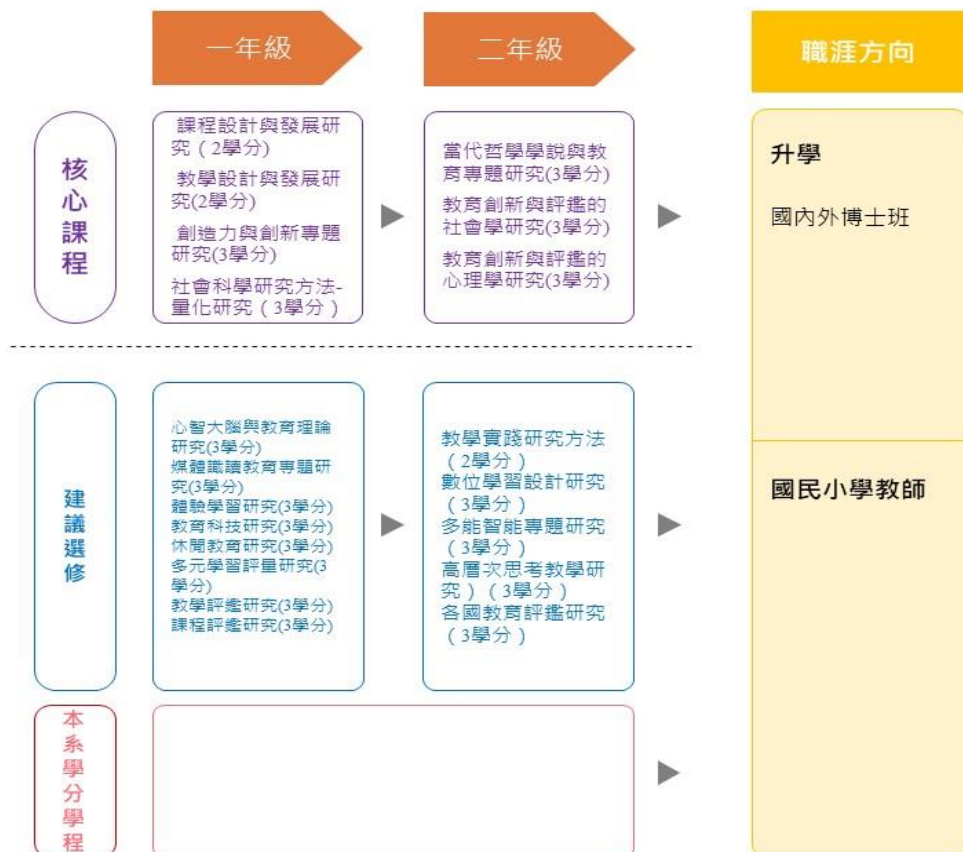 一年級
二年級
職涯方向
核
心
課
程
課程設計與發展研
究（2學分)
教學設計與發展研
究(2學分)
創造力與創新專題
研究(3學分)
社會科學研究方法-
量化研究（3學分）
當代哲學學說與教
育專題研究(3學分)
教育創新與評鑑的
社會學研究(3學分)
教育創新與評鑑的
心理學研究(3學分)
升學
國內外博士班
建
議
選
修
心智大腦與教育理論
研究(3學分)
媒體識讀教育專題研
究(3學分)
體驗學習研究(3學分)
教育科技研究(3學分)
休閒教育研究(3學分)
多元學習評量研究(3
學分)
教學評鑑研究(3學分)
課程評鑑研究(3學分)
教學實踐研究方法
（2學分）
數位學習設計研究
（3學分）
多能智能專題研究
（3學分）
高層次思考教學研
究）（3學分）
各國教育評鑑研究
（3學分）
國民小學教師
本
系
學
分
學
程